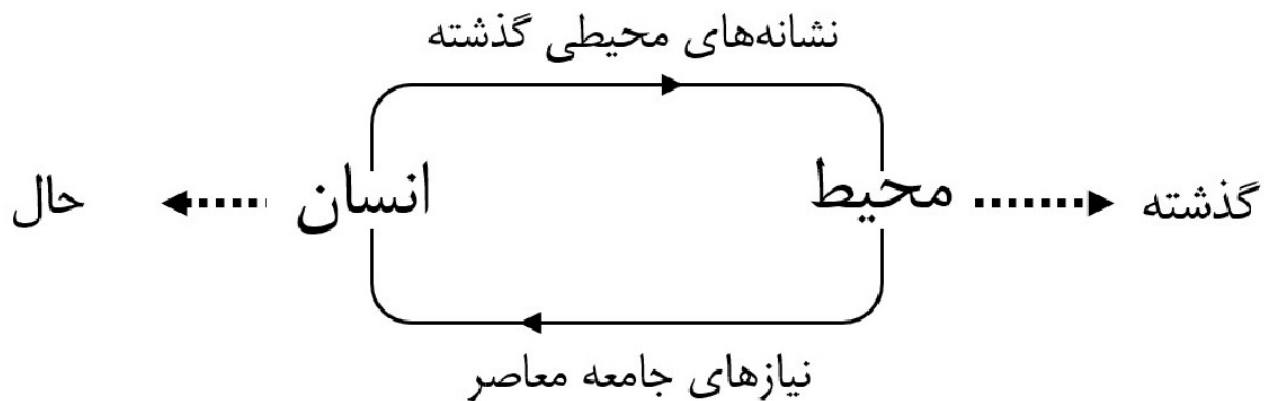 نشانه‌های محیطی گذشته
گذشته
محیط
انسان
حال
نیازهای جامعه معاصر